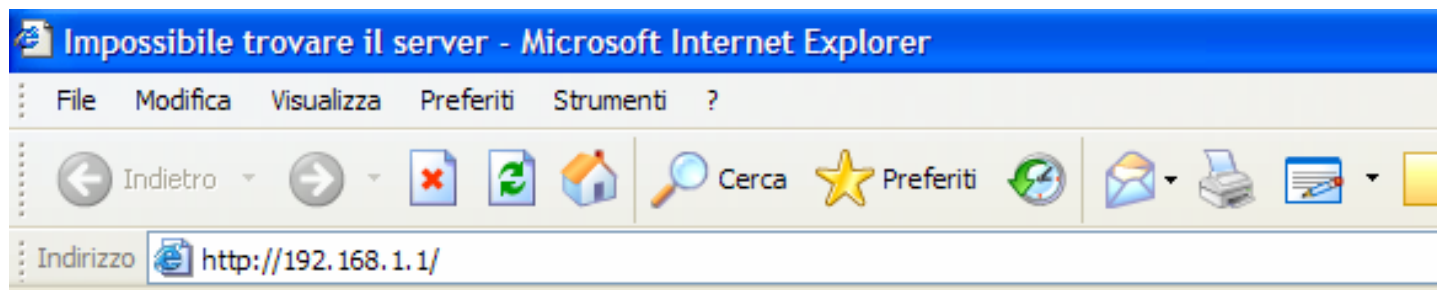 Impossibile trovare il server - Microsoft Internet Explorer
File Modifica Visualizza Preferiti Strumenti ?
Indietro Cerca Preferiti
Indirizzo http://192.168.1.1/